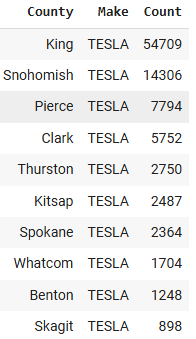 County Make Count
King TESLA 54709
Snohomish TESLA 14306
Pierce TESLA 7794
Clark TESLA 5752
Thurston TESLA 2750
Kitsap TESLA 2487
Spokane TESLA 2364
Whatcom TESLA 1704
Benton TESLA 1248
Skagit TESLA 898